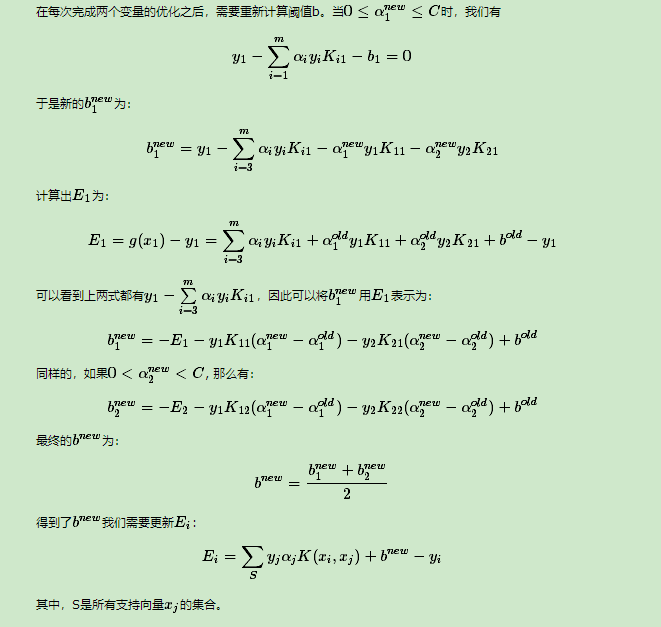 在每次完成两个变量的优化之后，需要重新计算阈值b。当$0 \leq \alpha_1^{new} \leq C$时，我们有
$y_1 - \sum_{i=1}^{m} \alpha_i y_i K_{i1} - b_1 = 0$
于是新的$b_1^{new}$为：
$b_1^{new} = y_1 - \sum_{i=3}^{m} \alpha_i y_i K_{i1} - \alpha_1^{new} y_1 K_{11} - \alpha_2^{new} y_2 K_{21}$
计算出$E_1$为：
$E_1 = g(x_1) - y_1 = \sum_{i=3}^{m} \alpha_i y_i K_{i1} + \alpha_1^{old} y_1 K_{11} + \alpha_2^{old} y_2 K_{21} + b^{old} - y_1$
可以看到上两式都有$y_1 - \sum_{i=3}^{m} \alpha_i y_i K_{i1}$，因此可以将$b_1^{new}$用$E_1$表示为：
$b_1^{new} = -E_1 - y_1 K_{11}(\alpha_1^{new} - \alpha_1^{old}) - y_2 K_{21}(\alpha_2^{new} - \alpha_2^{old}) + b^{old}$
同样的，如果$0 < \alpha_2^{new} < C$, 那么有：
$b_2^{new} = -E_2 - y_1 K_{12}(\alpha_1^{new} - \alpha_1^{old}) - y_2 K_{22}(\alpha_2^{new} - \alpha_2^{old}) + b^{old}$
最终的$b^{new}$为：
$b^{new} = \frac{b_1^{new} + b_2^{new}}{2}$
得到了$b^{new}$我们需要更新$E_i$：
$E_i = \sum_{S} y_j \alpha_j K(x_i, x_j) + b^{new} - y_i$
其中，S是所有支持向量$x_j$的集合。